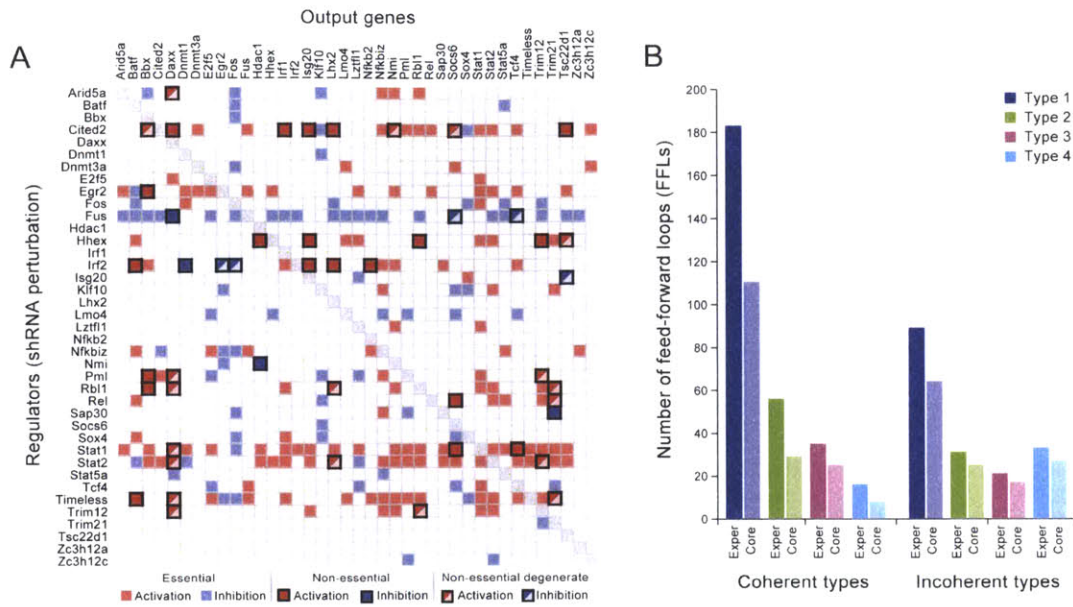 Output genes
A
Arid5a
Batf
Bbx
Cited2
Daxx
Dnmt1
Dnmt3a
E2f5
Egr2
Fos
Fus
Hdac1
Hhex
Irf1
Irf2
Isg20
Klf10
Lhx2
Lmo4
Lztfl1
Nfkb2
Nfkbiz
Nmi
Pml
Rbl1
Rel
Sap30
Socs6
Sox4
Stat1
Stat2
Stat5a
Tcf4
Timeless
Trim12
Trim21
Tsc22d1
Zc3h12a
Zc3h12c
Regulators (shRNA perturbation)
Arid5a
Batf
Bbx
Cited2
Daxx
Dnmt1
Dnmt3a
E2f5
Egr2
Fos
Fus
Hdac1
Hhex
Irf1
Irf2
Isg20
Klf10
Lhx2
Lmo4
Lztfl1
Nfkb2
Nfkbiz
Nmi
Pml
Rbl1
Rel
Sap30
Socs6
Sox4
Stat1
Stat2
Stat5a
Tcf4
Timeless
Trim12
Trim21
Tsc22d1
Zc3h12a
Zc3h12c
Essential
Non-essential
Non-essential degenerate
Activation
Inhibition
Activation
Inhibition
Activation
Inhibition
B
Number of feed-forward loops (FFLs)
200
180
160
140
120
100
80
60
40
20
0
Type 1
Type 2
Type 3
Type 4
Exper
Core
Exper
Core
Exper
Core
Exper
Core
Exper
Core
Exper
Core
Exper
Core
Exper
Core
Coherent types
Incoherent types